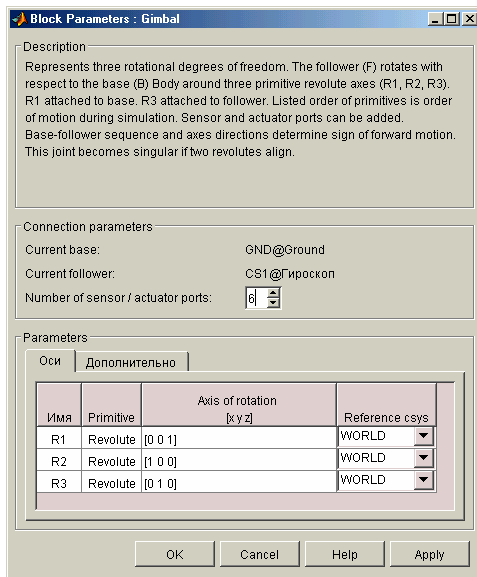 Block Parameters : Gimbal
Description
Represents three rotational degrees of freedom. The follower (F) rotates with
respect to the base (B) Body around three primitive revolute axes (R1, R2, R3).
R1 attached to base. R3 attached to follower. Listed order of primitives is order
of motion during simulation. Sensor and actuator ports can be added.
Base-follower sequence and axes directions determine sign of forward motion.
This joint becomes singular if two revolutes align.
Connection parameters
Current base: GND@Ground
Current follower: CS1@Гироскоп
Number of sensor / actuator ports: 6
Parameters
Оси Дополнительно
Имя Primitive Axis of rotation [x y z] Reference csys
R1 Revolute [0 0 1] WORLD
R2 Revolute [1 0 0] WORLD
R3 Revolute [0 1 0] WORLD
OK Cancel Help Apply